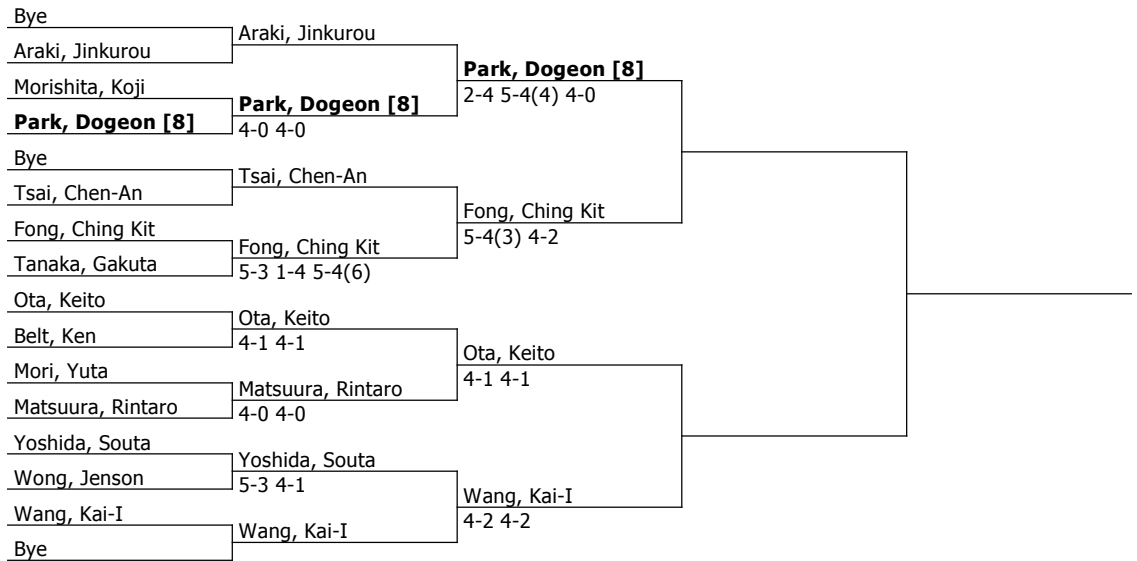 Bye
Araki, Jinkurou
Morishita, Koji
Park, Dogeon [8]
Bye
Tsai, Chen-An
Fong, Ching Kit
Tanaka, Gakuta
Ota, Keito
Belt, Ken
Mori, Yuta
Matsuura, Rintaro
Yoshida, Souta
Wong, Jenson
Wang, Kai-I
Bye
Araki, Jinkurou
Park, Dogeon [8]
4-0 4-0
Tsai, Chen-An
Fong, Ching Kit
5-3 1-4 5-4(6)
Ota, Keito
4-1 4-1
Matsuura, Rintaro
4-0 4-0
Yoshida, Souta
5-3 4-1
Wang, Kai-I
Park, Dogeon [8]
2-4 5-4(4) 4-0
Fong, Ching Kit
5-4(3) 4-2
Ota, Keito
4-1 4-1
Wang, Kai-I
4-2 4-2